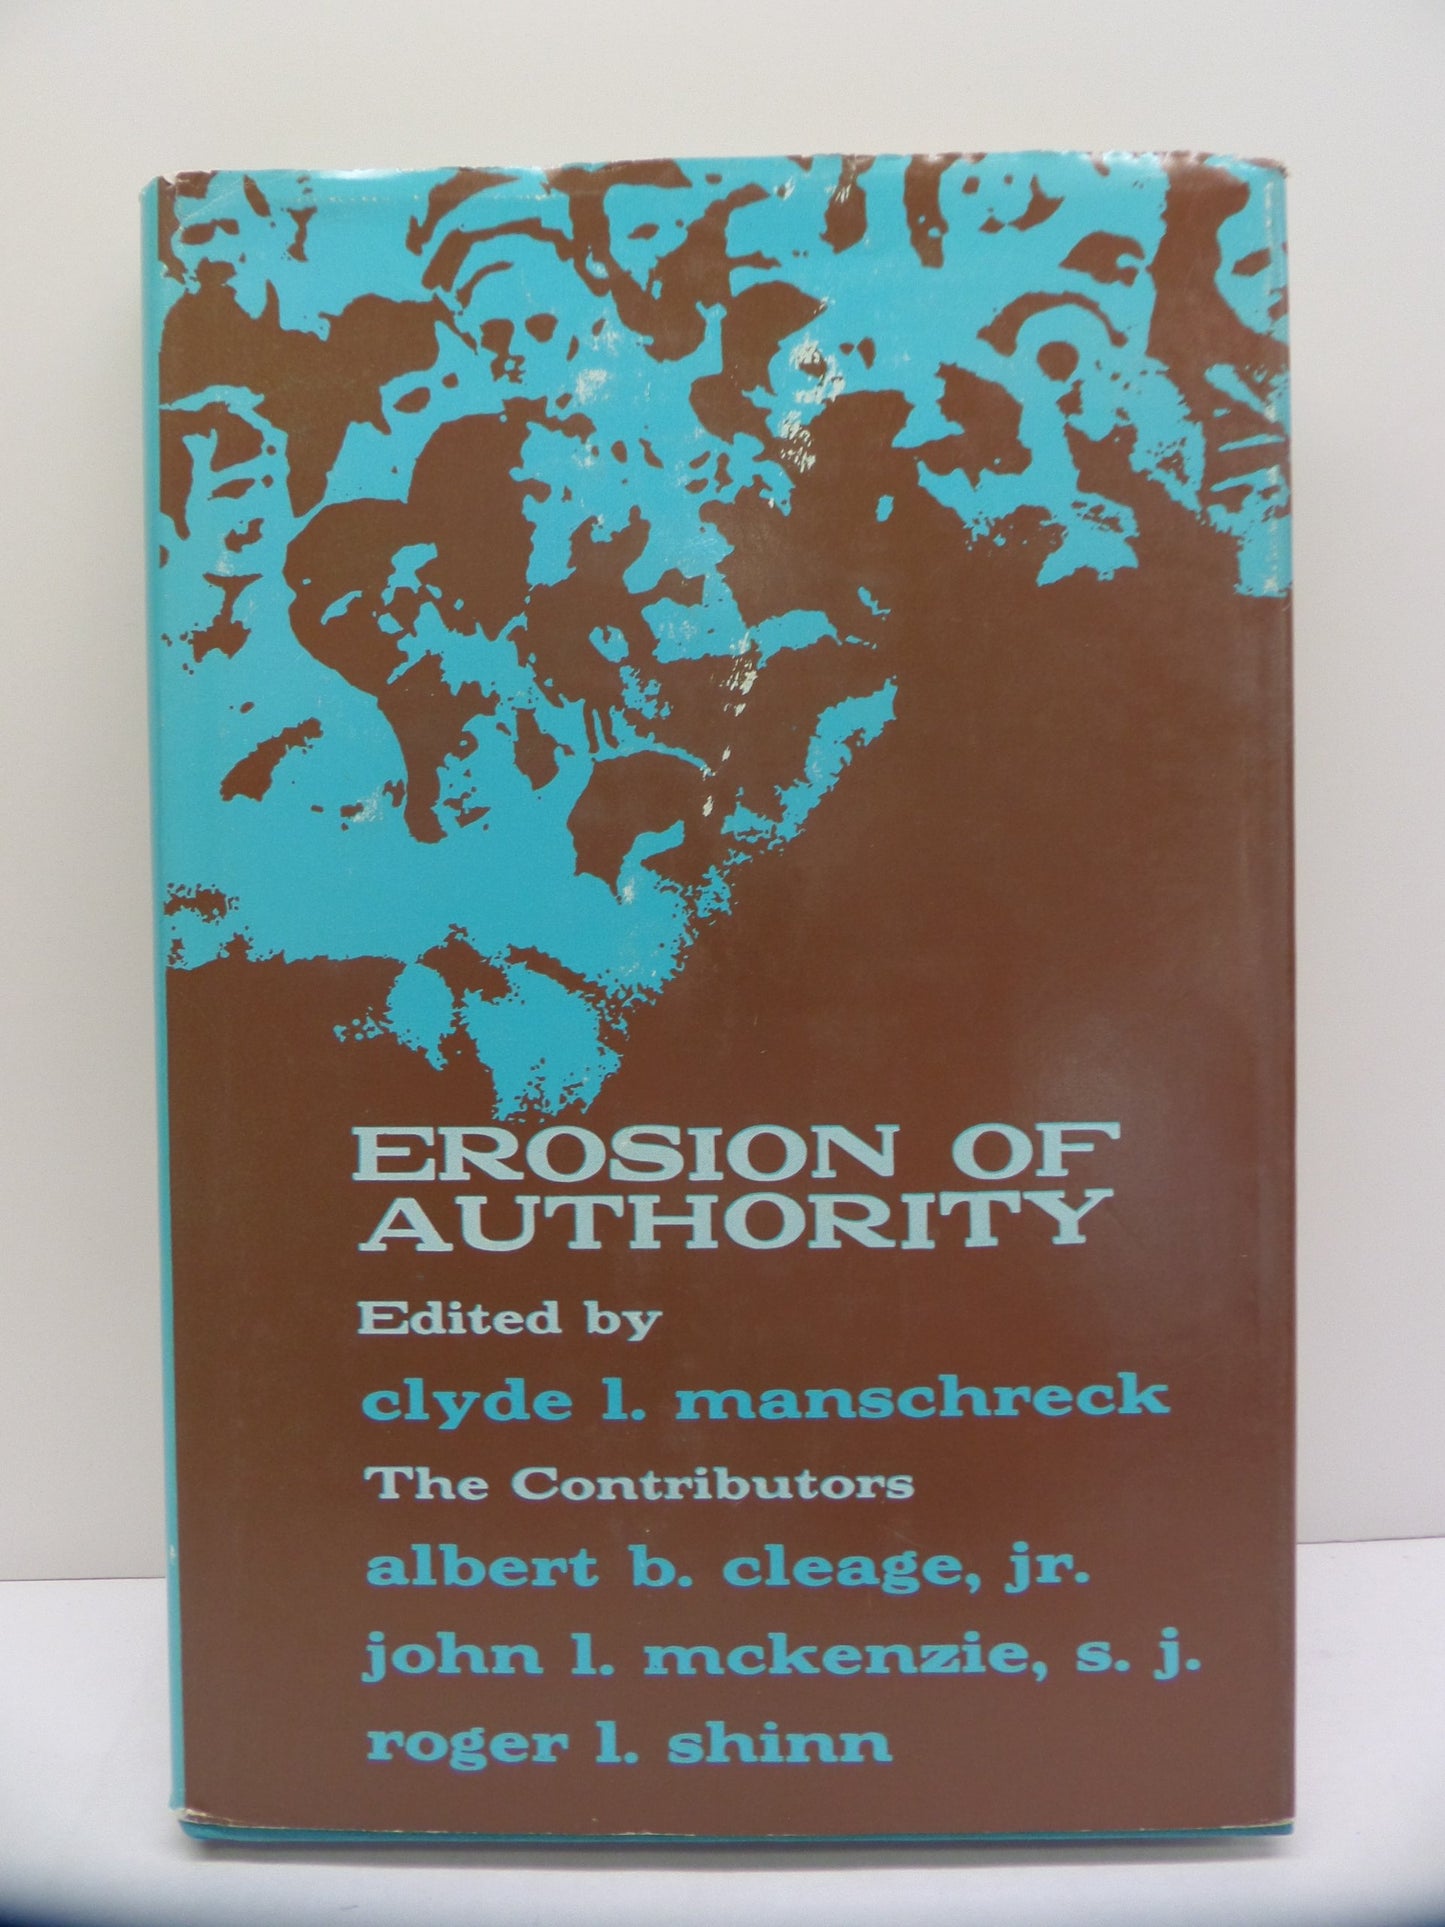 EROSION OF
AUTHORITY
Edited by
clyde l. manschreck
The Contributors
albert b. cleage, jr.
john l. mckenzie, s. j.
roger l. shinn